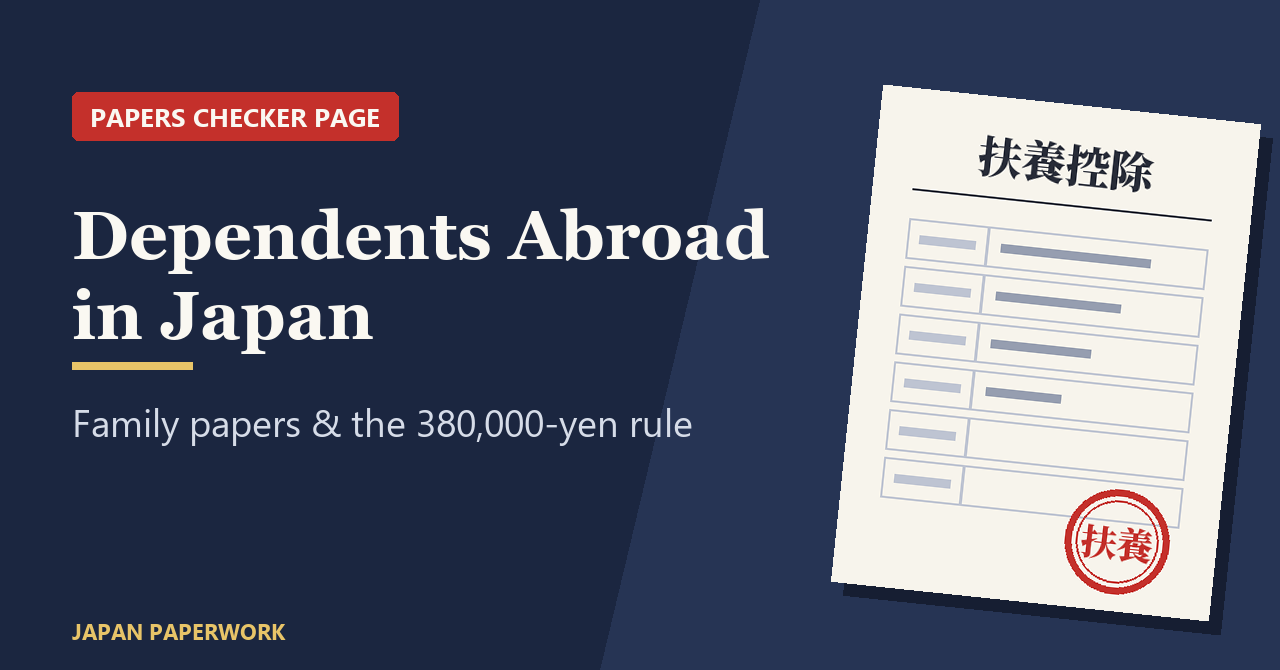 PAPERS CHECKER PAGE
Dependents Abroad
in Japan
Family papers & the 380,000-yen rule
JAPAN PAPERWORK
扶養控除
扶養